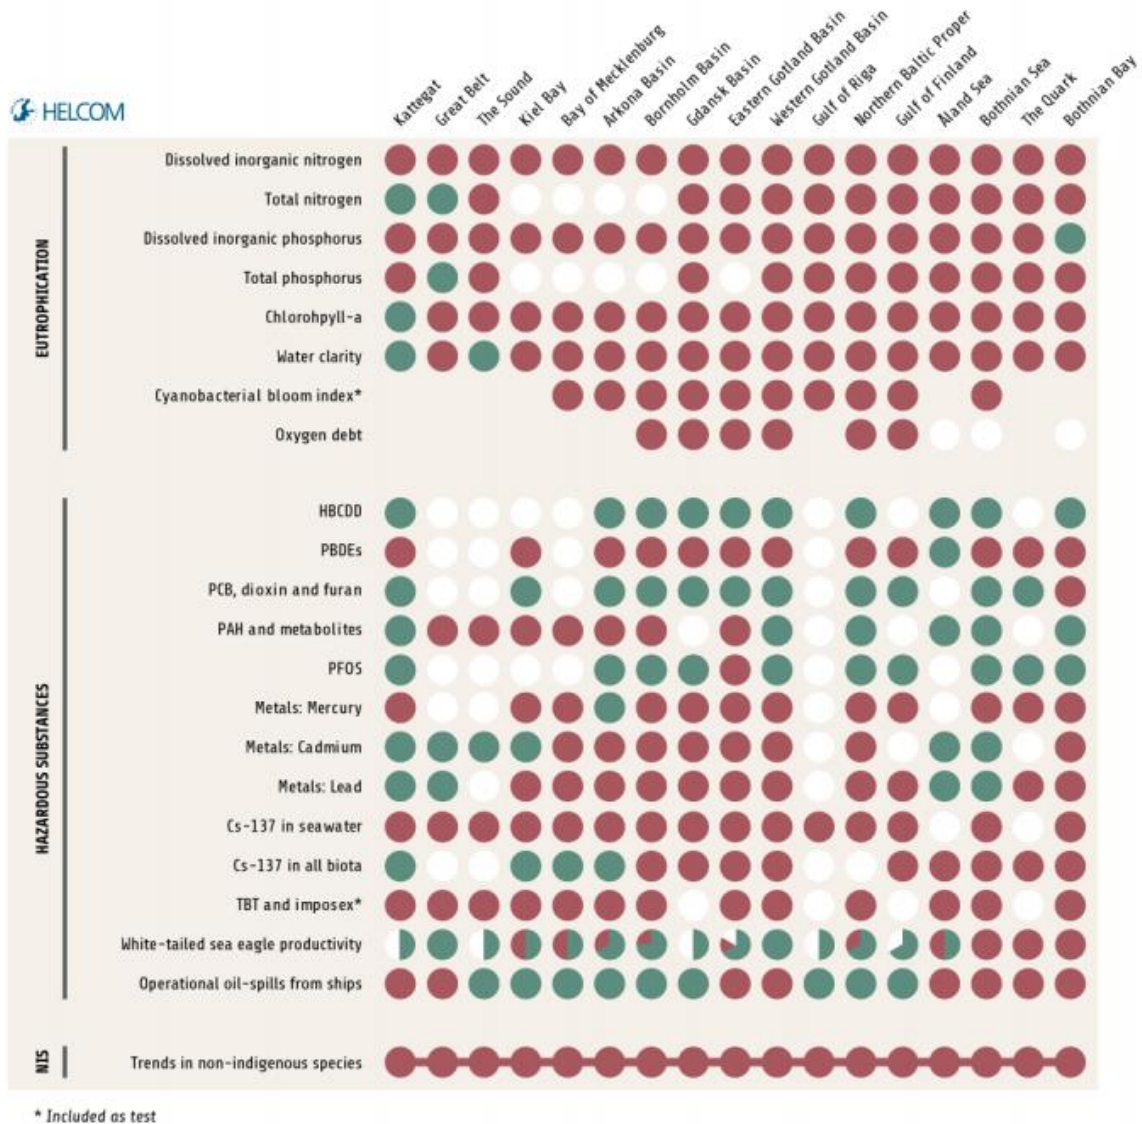 HELCOM
Kattegat
Great Belt
The Sound
Kiel Bay
Bay of Mecklenburg
Arkona Basin
Bornholm Basin
Gdansk Basin
Eastern Gotland Basin
Western Gotland Basin
Gulf of Riga
Northern Baltic Proper
Gulf of Finland
Aland Sea
Bothnian Sea
The Quark
Bothnian Bay
EUTROPHICATION
Dissolved inorganic nitrogen
Total nitrogen
Dissolved inorganic phosphorus
Total phosphorus
Chlorohpyll-a
Water clarity
Cyanobacterial bloom index*
Oxygen debt
HAZARDOUS SUBSTANCES
HBCDD
PBDEs
PCB, dioxin and furan
PAH and metabolites
PFOS
Metals: Mercury
Metals: Cadmium
Metals: Lead
Cs-137 in seawater
Cs-137 in all biota
TBT and imposex*
White-tailed sea eagle productivity
Operational oil-spills from ships
NIS
Trends in non-indigenous species
* Included as test